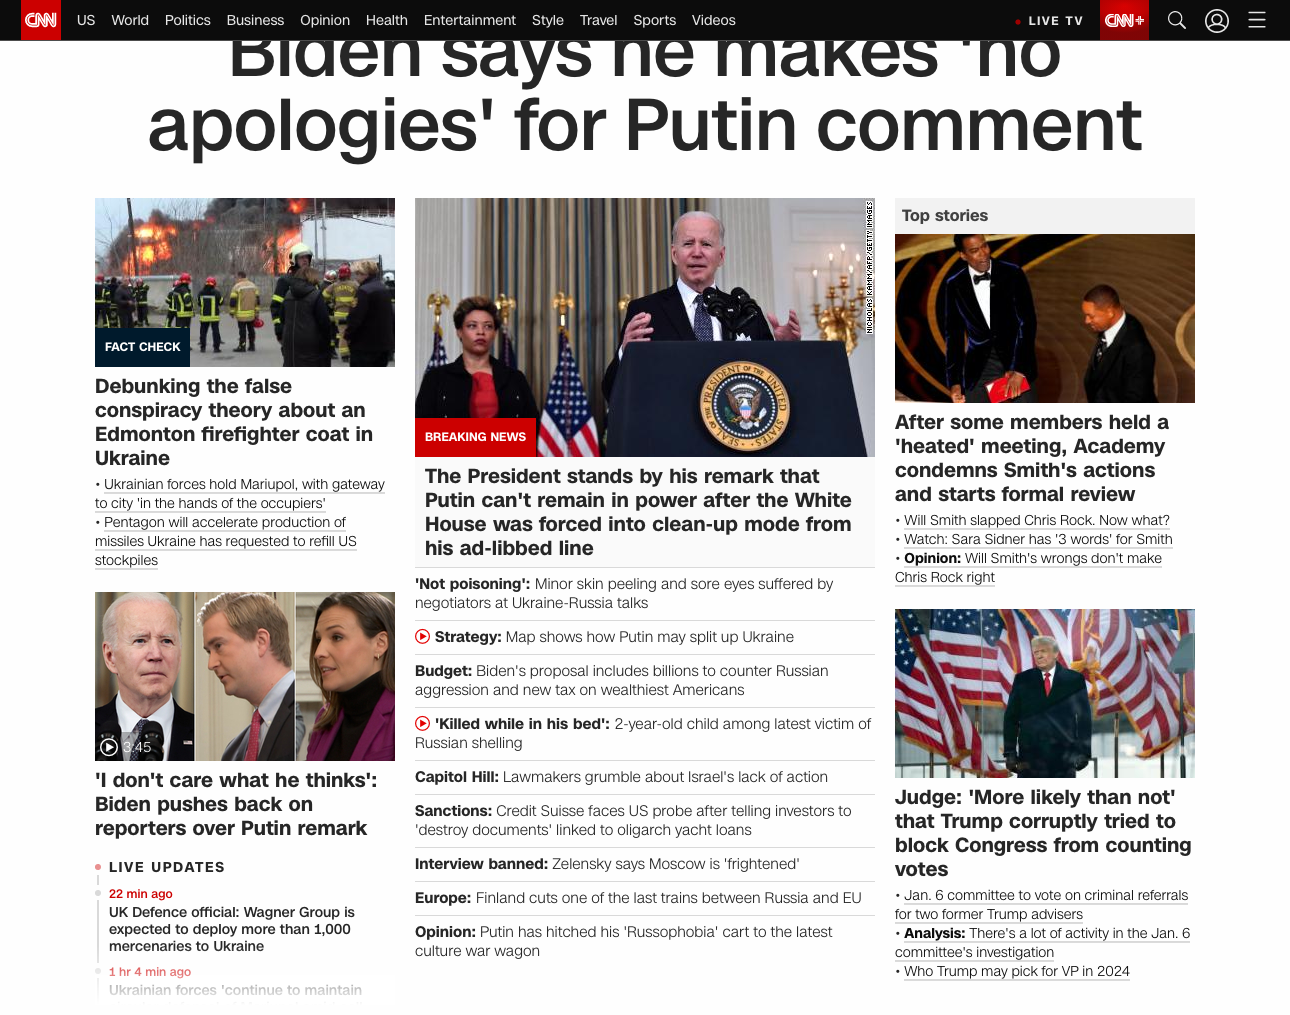 CNN US World Politics Business Opinion Health Entertainment Style Travel Sports Videos LIVE TV CNN+
Biden says he makes 'no
apologies' for Putin comment
FACT CHECK
Debunking the false
conspiracy theory about an
Edmonton firefighter coat in
Ukraine
• Ukrainian forces hold Mariupol, with gateway
to city 'in the hands of the occupiers'
• Pentagon will accelerate production of
missiles Ukraine has requested to refill US
stockpiles
3:45
'I don't care what he thinks':
Biden pushes back on
reporters over Putin remark
LIVE UPDATES
22 min ago
UK Defence official: Wagner Group is
expected to deploy more than 1,000
mercenaries to Ukraine
1 hr 4 min ago
Ukrainian forces 'continue to maintain
NICHOLAS KAMM/AFP/GETTY IMAGES
SEAL OF THE PRESIDENT OF THE UNITED STATES
BREAKING NEWS
The President stands by his remark that
Putin can't remain in power after the White
House was forced into clean-up mode from
his ad-libbed line
'Not poisoning': Minor skin peeling and sore eyes suffered by
negotiators at Ukraine-Russia talks
Strategy: Map shows how Putin may split up Ukraine
Budget: Biden's proposal includes billions to counter Russian
aggression and new tax on wealthiest Americans
'Killed while in his bed': 2-year-old child among latest victim of
Russian shelling
Capitol Hill: Lawmakers grumble about Israel's lack of action
Sanctions: Credit Suisse faces US probe after telling investors to
'destroy documents' linked to oligarch yacht loans
Interview banned: Zelensky says Moscow is 'frightened'
Europe: Finland cuts one of the last trains between Russia and EU
Opinion: Putin has hitched his 'Russophobia' cart to the latest
culture war wagon
Top stories
After some members held a
'heated' meeting, Academy
condemns Smith's actions
and starts formal review
• Will Smith slapped Chris Rock. Now what?
• Watch: Sara Sidner has '3 words' for Smith
• Opinion: Will Smith's wrongs don't make
Chris Rock right
Judge: 'More likely than not'
that Trump corruptly tried to
block Congress from counting
votes
• Jan. 6 committee to vote on criminal referrals
for two former Trump advisers
• Analysis: There's a lot of activity in the Jan. 6
committee's investigation
• Who Trump may pick for VP in 2024